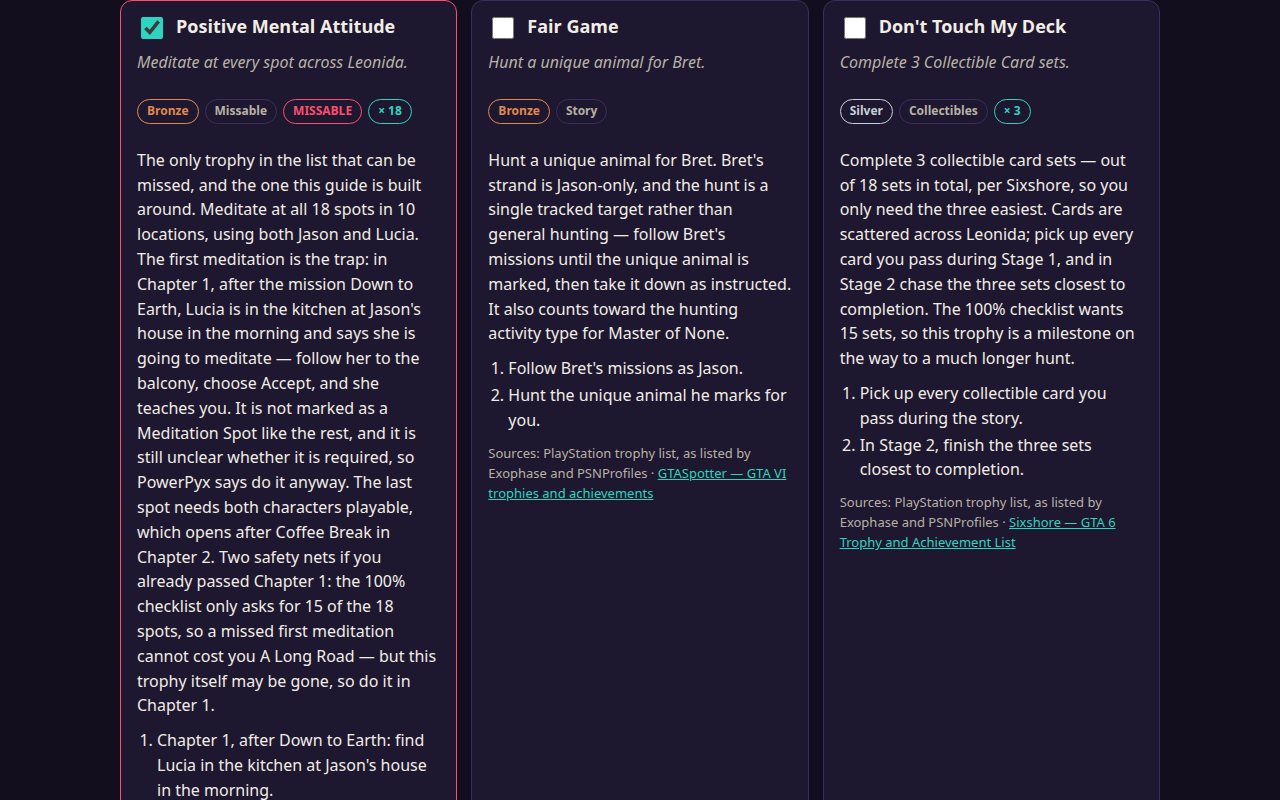 Positive Mental Attitude
Meditate at every spot across Leonida.
Bronze
Missable
MISSABLE
× 18
The only trophy in the list that can be
missed, and the one this guide is built
around. Meditate at all 18 spots in 10
locations, using both Jason and Lucia.
The first meditation is the trap: in
Chapter 1, after the mission Down to
Earth, Lucia is in the kitchen at Jason's
house in the morning and says she is
going to meditate — follow her to the
balcony, choose Accept, and she
teaches you. It is not marked as a
Meditation Spot like the rest, and it is
still unclear whether it is required, so
PowerPyx says do it anyway. The last
spot needs both characters playable,
which opens after Coffee Break in
Chapter 2. Two safety nets if you
already passed Chapter 1: the 100%
checklist only asks for 15 of the 18
spots, so a missed first meditation
cannot cost you A Long Road — but this
trophy itself may be gone, so do it in
Chapter 1.
1. Chapter 1, after Down to Earth: find
Lucia in the kitchen at Jason's house
in the morning.
Fair Game
Hunt a unique animal for Bret.
Bronze
Story
Hunt a unique animal for Bret. Bret's
strand is Jason-only, and the hunt is a
single tracked target rather than
general hunting — follow Bret's
missions until the unique animal is
marked, then take it down as instructed.
It also counts toward the hunting
activity type for Master of None.
1. Follow Bret's missions as Jason.
2. Hunt the unique animal he marks for
you.
Sources: PlayStation trophy list, as listed by
Exophase and PSNProfiles · GTASpotter — GTA VI
trophies and achievements
Don't Touch My Deck
Complete 3 Collectible Card sets.
Silver
Collectibles
× 3
Complete 3 collectible card sets — out
of 18 sets in total, per Sixshore, so you
only need the three easiest. Cards are
scattered across Leonida; pick up every
card you pass during Stage 1, and in
Stage 2 chase the three sets closest to
completion. The 100% checklist wants
15 sets, so this trophy is a milestone on
the way to a much longer hunt.
1. Pick up every collectible card you
pass during the story.
2. In Stage 2, finish the three sets
closest to completion.
Sources: PlayStation trophy list, as listed by
Exophase and PSNProfiles · Sixshore — GTA 6
Trophy and Achievement List